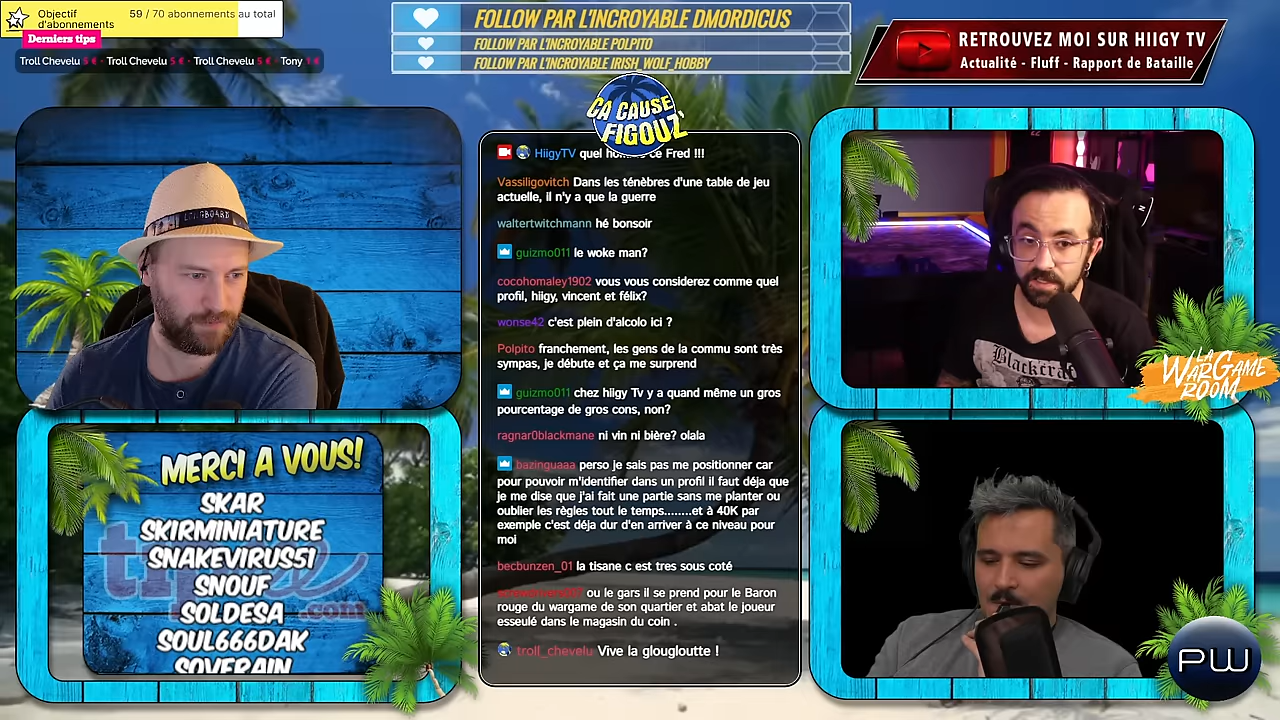 Objectif
d'abonnements
59 / 70 abonnements au total
Derniers tips
Troll Chevelu 5 € · Troll Chevelu 5 € · Troll Chevelu 5 € · Tony 1 €
FOLLOW PAR L'INCROYABLE DMORDICUS
FOLLOW PAR L'INCROYABLE POLPITO
FOLLOW PAR L'INCROYABLE IRISH_WOLF_HOBBY
RETROUVEZ MOI SUR HIIGY TV
Actualité - Fluff - Rapport de Bataille
ÇA CAUSE
FIGOUZ'
LONGBOARD
HiigyTV quel ce Fred !!!
Vassiligovitch Dans les ténèbres d'une table de jeu
actuelle, il n'y a que la guerre
waltertwitchmann hé bonsoir
guizmo011 le woke man?
cocohomaley1902 vous vous considerez comme quel
profil, hiigy, vincent et félix?
wonse42 c'est plein d'alcolo ici ?
Polpito franchement, les gens de la commu sont très
sympas, je débute et ça me surprend
guizmo011 chez hiigy Tv y a quand même un gros
pourcentage de gros cons, non?
ragnar0blackmane ni vin ni bière? olala
bazinguaaa perso je sais pas me positionner car
pour pouvoir m'identifier dans un profil il faut déja que
je me dise que j'ai fait une partie sans me planter ou
oublier les règles tout le temps........et à 40K par
exemple c'est déja dur d'en arriver à ce niveau pour
moi
becbunzen_01 la tisane c est tres sous coté
ou le gars il se prend pour le Baron
rouge du wargame de son quartier et abat le joueur
esseulé dans le magasin du coin .
troll_chevelu Vive la glougloutte !
MERCI A VOUS!
SKAR
SKIRMINIATURE
SNAKEVIRUS51
SNOUF
SOLDESA
SOUL666DAK
SOVERAIN
.com
LA
WARGAME
ROOM
PW